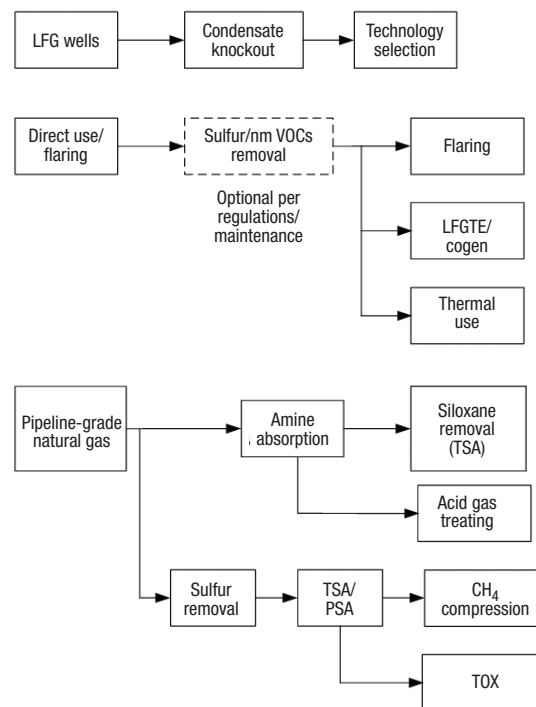 LFG wells
Condensate
knockout
Technology
selection
Direct use/
flaring
Sulfur/nm VOCs
removal
Optional per
regulations/
maintenance
Flaring
LFGTE/
cogen
Thermal
use
Pipeline-grade
natural gas
Amine
absorption
Siloxane
removal
(TSA)
Acid gas
treating
Sulfur
removal
TSA/
PSA
CH₄
compression
TOX